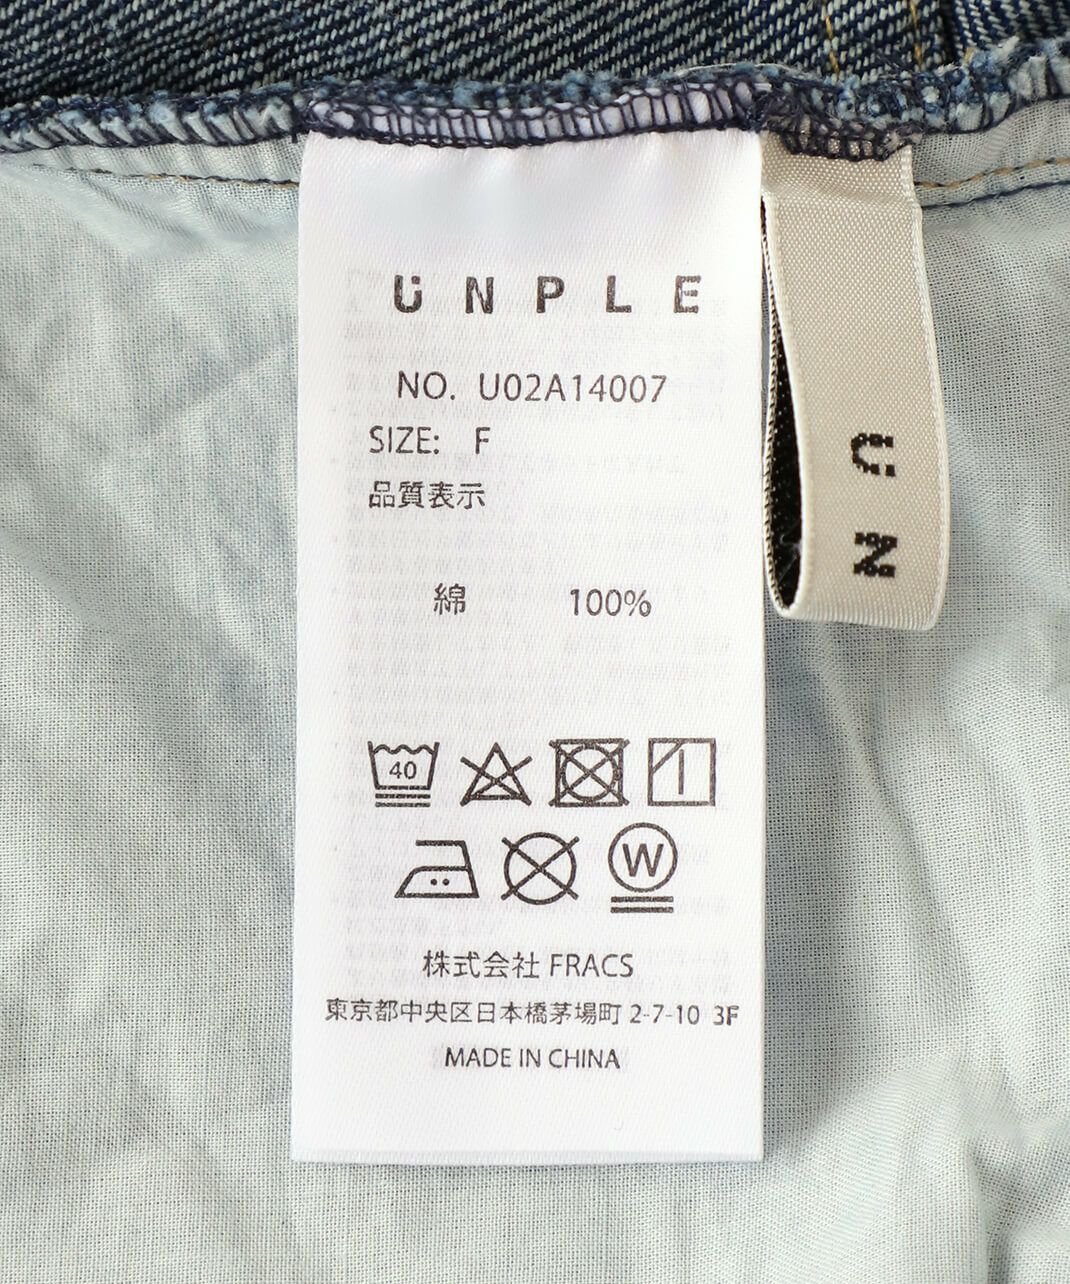 UNPLE
NO. U02A14007
SIZE: F
品質表示
綿 100%
40
W
株式会社 FRACS
東京都中央区日本橋茅場町 2-7-10 3F
MADE IN CHINA
UN